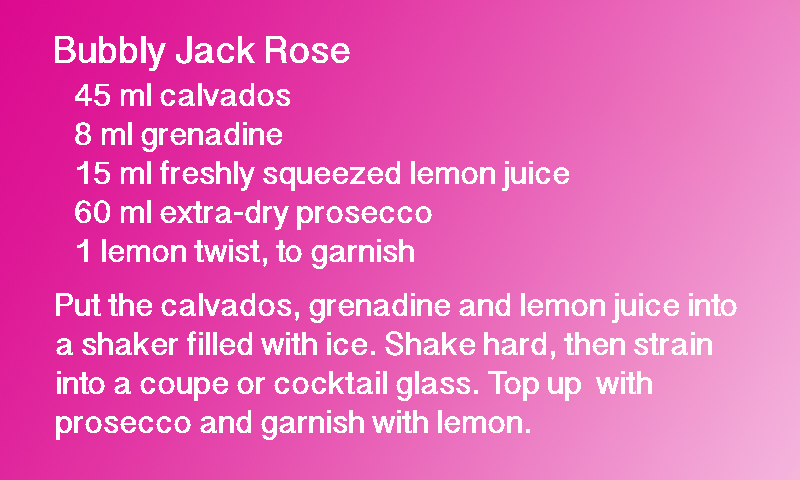 Bubbly Jack Rose
45 ml calvados
8 ml grenadine
15 ml freshly squeezed lemon juice
60 ml extra-dry prosecco
1 lemon twist, to garnish
Put the calvados, grenadine and lemon juice into
a shaker filled with ice. Shake hard, then strain
into a coupe or cocktail glass. Top up  with
prosecco and garnish with lemon.